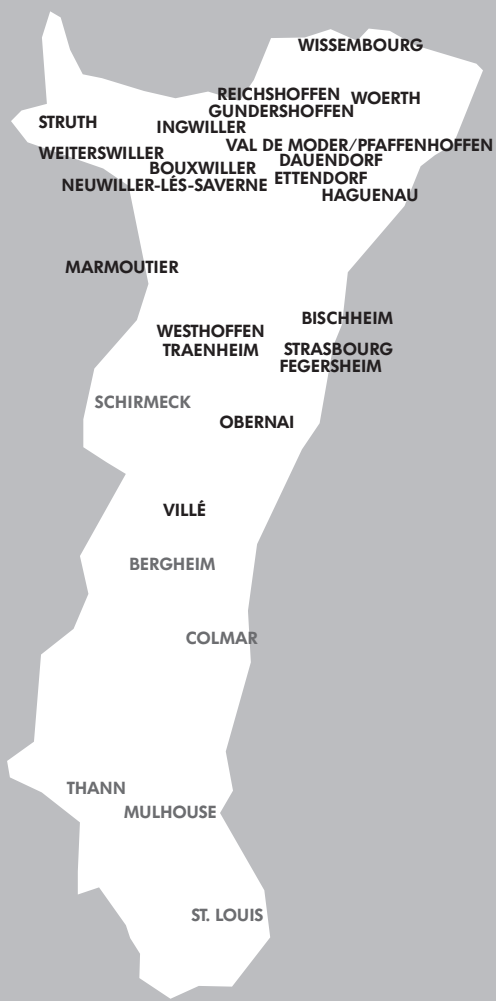 WISSEMBOURG
REICHSHOFFEN
WOERTH
GUNDERSHOFFEN
STRUTH
INGWILLER
VAL DE MODER/PFAFFENHOFFEN
WEITERSWILLER
DAUENDORF
BOUXWILLER
ETTENDORF
NEUWILLER-LÉS-SAVERNE
HAGUENAU
MARMOUTIER
BISCHHEIM
WESTHOFFEN
TRAENHEIM
STRASBOURG
FEGERSHEIM
SCHIRMECK
OBERNAI
VILLÉ
BERGHEIM
COLMAR
THANN
MULHOUSE
ST. LOUIS